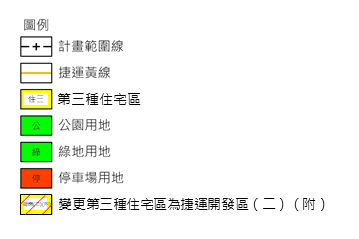 圖例
計畫範圍線
捷運黃線
住三 第三種住宅區
公 公園用地
綠 綠地用地
停 停車場用地
變更第三種住宅區為捷運開發區(二)(附)